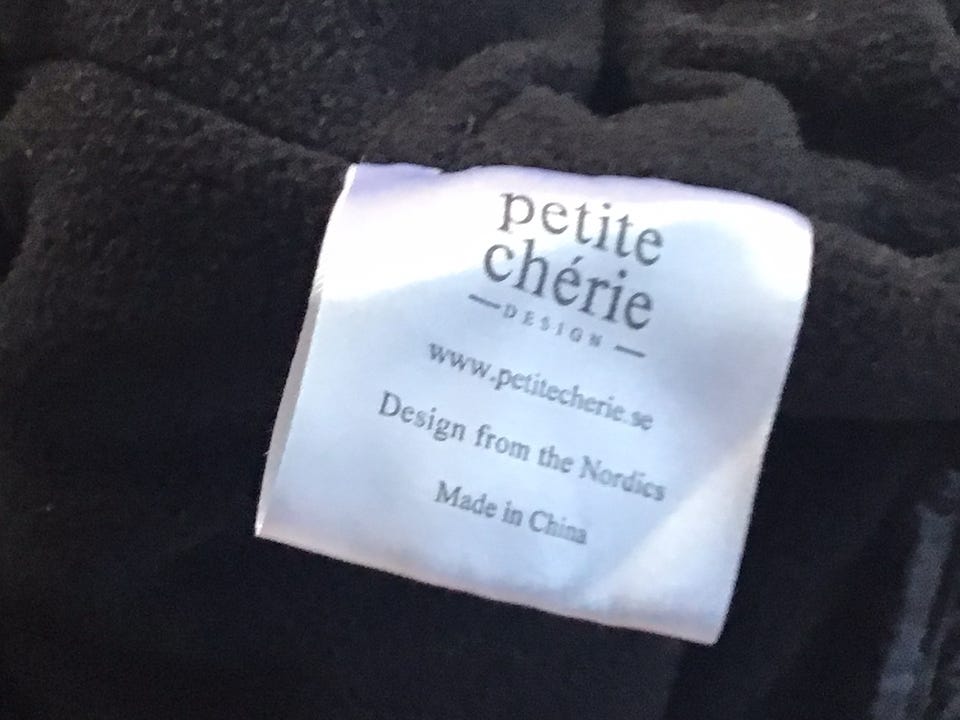 petite
chérie
DESIGN
www.petitecherie.se
Design from the Nordics
Made in China